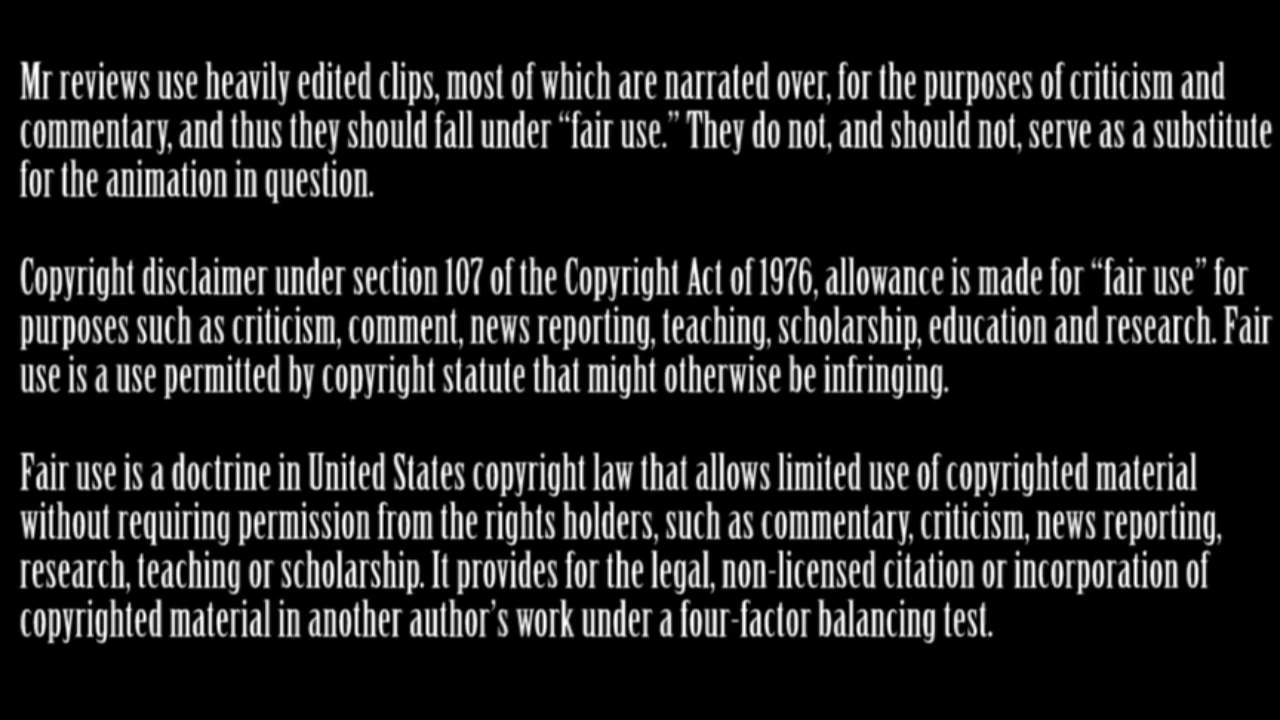 Mr reviews use heavily edited clips, most of which are narrated over, for the purposes of criticism and
commentary, and thus they should fall under “fair use.” They do not, and should not, serve as a substitute
for the animation in question.
Copyright disclaimer under section 107 of the Copyright Act of 1976, allowance is made for “fair use” for
purposes such as criticism, comment, news reporting, teaching, scholarship, education and research. Fair
use is a use permitted by copyright statute that might otherwise be infringing.
Fair use is a doctrine in United States copyright law that allows limited use of copyrighted material
without requiring permission from the rights holders, such as commentary, criticism, news reporting,
research, teaching or scholarship. It provides for the legal, non-licensed citation or incorporation of
copyrighted material in another author’s work under a four-factor balancing test.